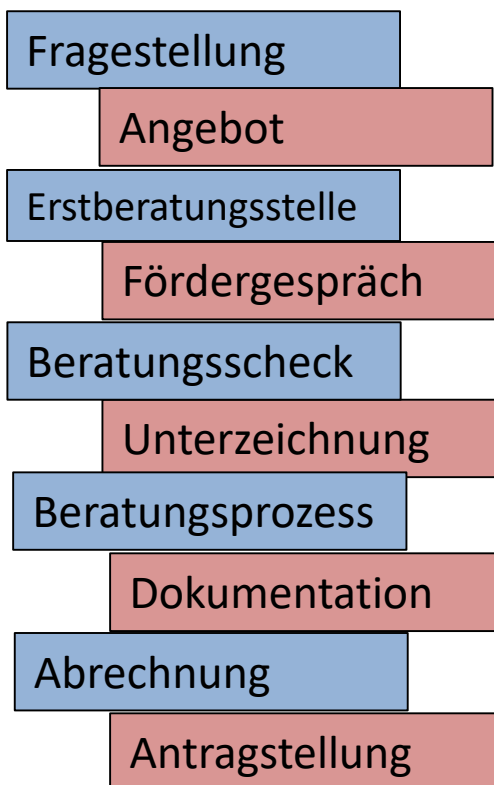 Fragestellung
Angebot
Erstberatungsstelle
Fördergespräch
Beratungsscheck
Unterzeichnung
Beratungsprozess
Dokumentation
Abrechnung
Antragstellung